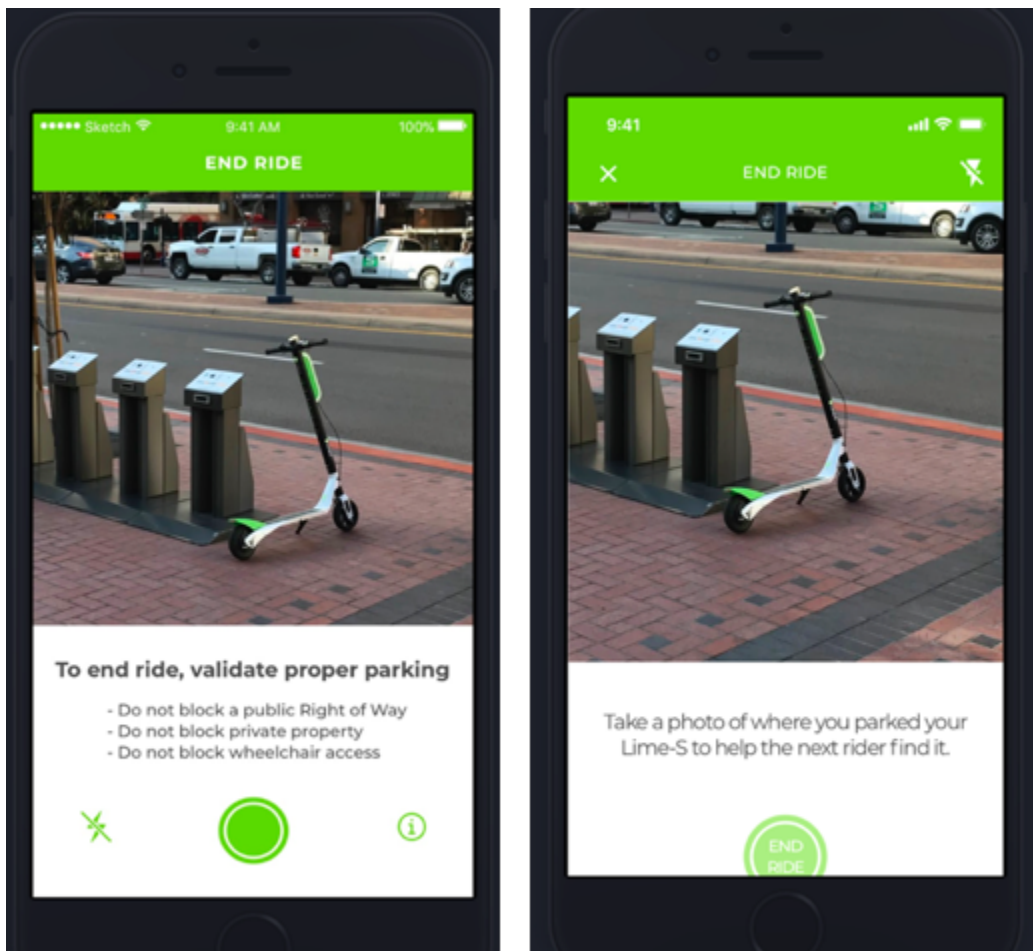 Sketch 9:41 AM 100%
END RIDE
To end ride, validate proper parking
- Do not block a public Right of Way
- Do not block private property
- Do not block wheelchair access
9:41
END RIDE
Take a photo of where you parked your
Lime-S to help the next rider find it.
END
RIDE